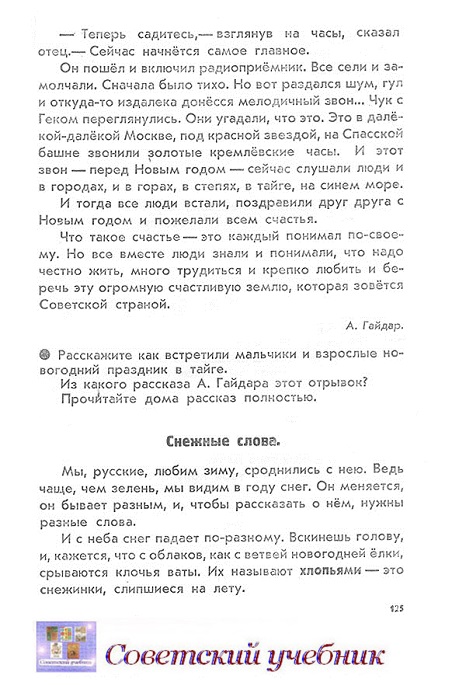 — Теперь садитесь,— взглянув на часы, сказал
отец.— Сейчас начнётся самое главное.
Он пошёл и включил радиоприёмник. Все сели и за-
молчали. Сначала было тихо. Но вот раздался шум, гул
и откуда-то издалека донёсся мелодичный звон... Чук с
Геком переглянулись. Они угадали, что это. Это в далё-
кой-далёкой Москве, под красной звездой, на Спасской
башне звонили золотые кремлёвские часы. И этот
звон — перед Новым годом — сейчас слушали люди и
в городах, и в горах, в степях, в тайге, на синем море.
И тогда все люди встали, поздравили друг друга с
Новым годом и пожелали всем счастья.
Что такое счастье — это каждый понимал по-свое-
му. Но все вместе люди знали и понимали, что надо
честно жить, много трудиться и крепко любить и бе-
речь эту огромную счастливую землю, которая зовётся
Советской страной.
А. Гайдар.
Расскажите как встретили мальчики и взрослые но-
вогодний праздник в тайге.
Из какого рассказа А. Гайдара этот отрывок?
Прочитайте дома рассказ полностью.
Снежные слова.
Мы, русские, любим зиму, сроднились с нею. Ведь
чаще, чем зелень, мы видим в году снег. Он меняется,
он бывает разным, и, чтобы рассказать о нём, нужны
разные слова.
И с неба снег падает по-разному. Вскинешь голову,
и, кажется, что с облаков, как с ветвей новогодней ёлки,
срываются клочья ваты. Их называют хлопьями — это
снежинки, слипшиеся на лету.
125
Советский учебник